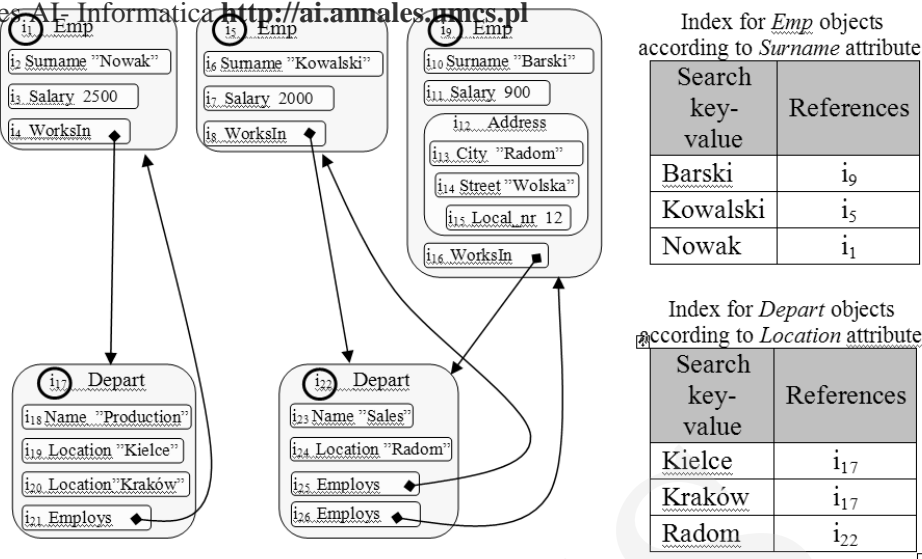 es AI- Informatica http://ai.annales.umcs.pl
i1 Emp
i2 Surname ”Nowak”
i3 Salary 2500
i4 WorksIn
i5 Emp
i6 Surname ”Kowalski”
i7 Salary 2000
i8 WorksIn
i9 Emp
i10 Surname ”Barski”
i11 Salary 900
i12 Address
i13 City ”Radom”
i14 Street ”Wolska”
i15 Local_nr 12
i16 WorksIn
i17 Depart
i18 Name ”Production”
i19 Location ”Kielce”
i20 Location”Kraków”
i21 Employs
i22 Depart
i23 Name ”Sales”
i24 Location ”Radom”
i25 Employs
i26 Employs
Index for Emp objects
according to Surname attribute
Search
key-
value
References
Barski i9
Kowalski i5
Nowak i1
Index for Depart objects
according to Location attribute
Search
key-
value
References
Kielce i17
Kraków i17
Radom i22